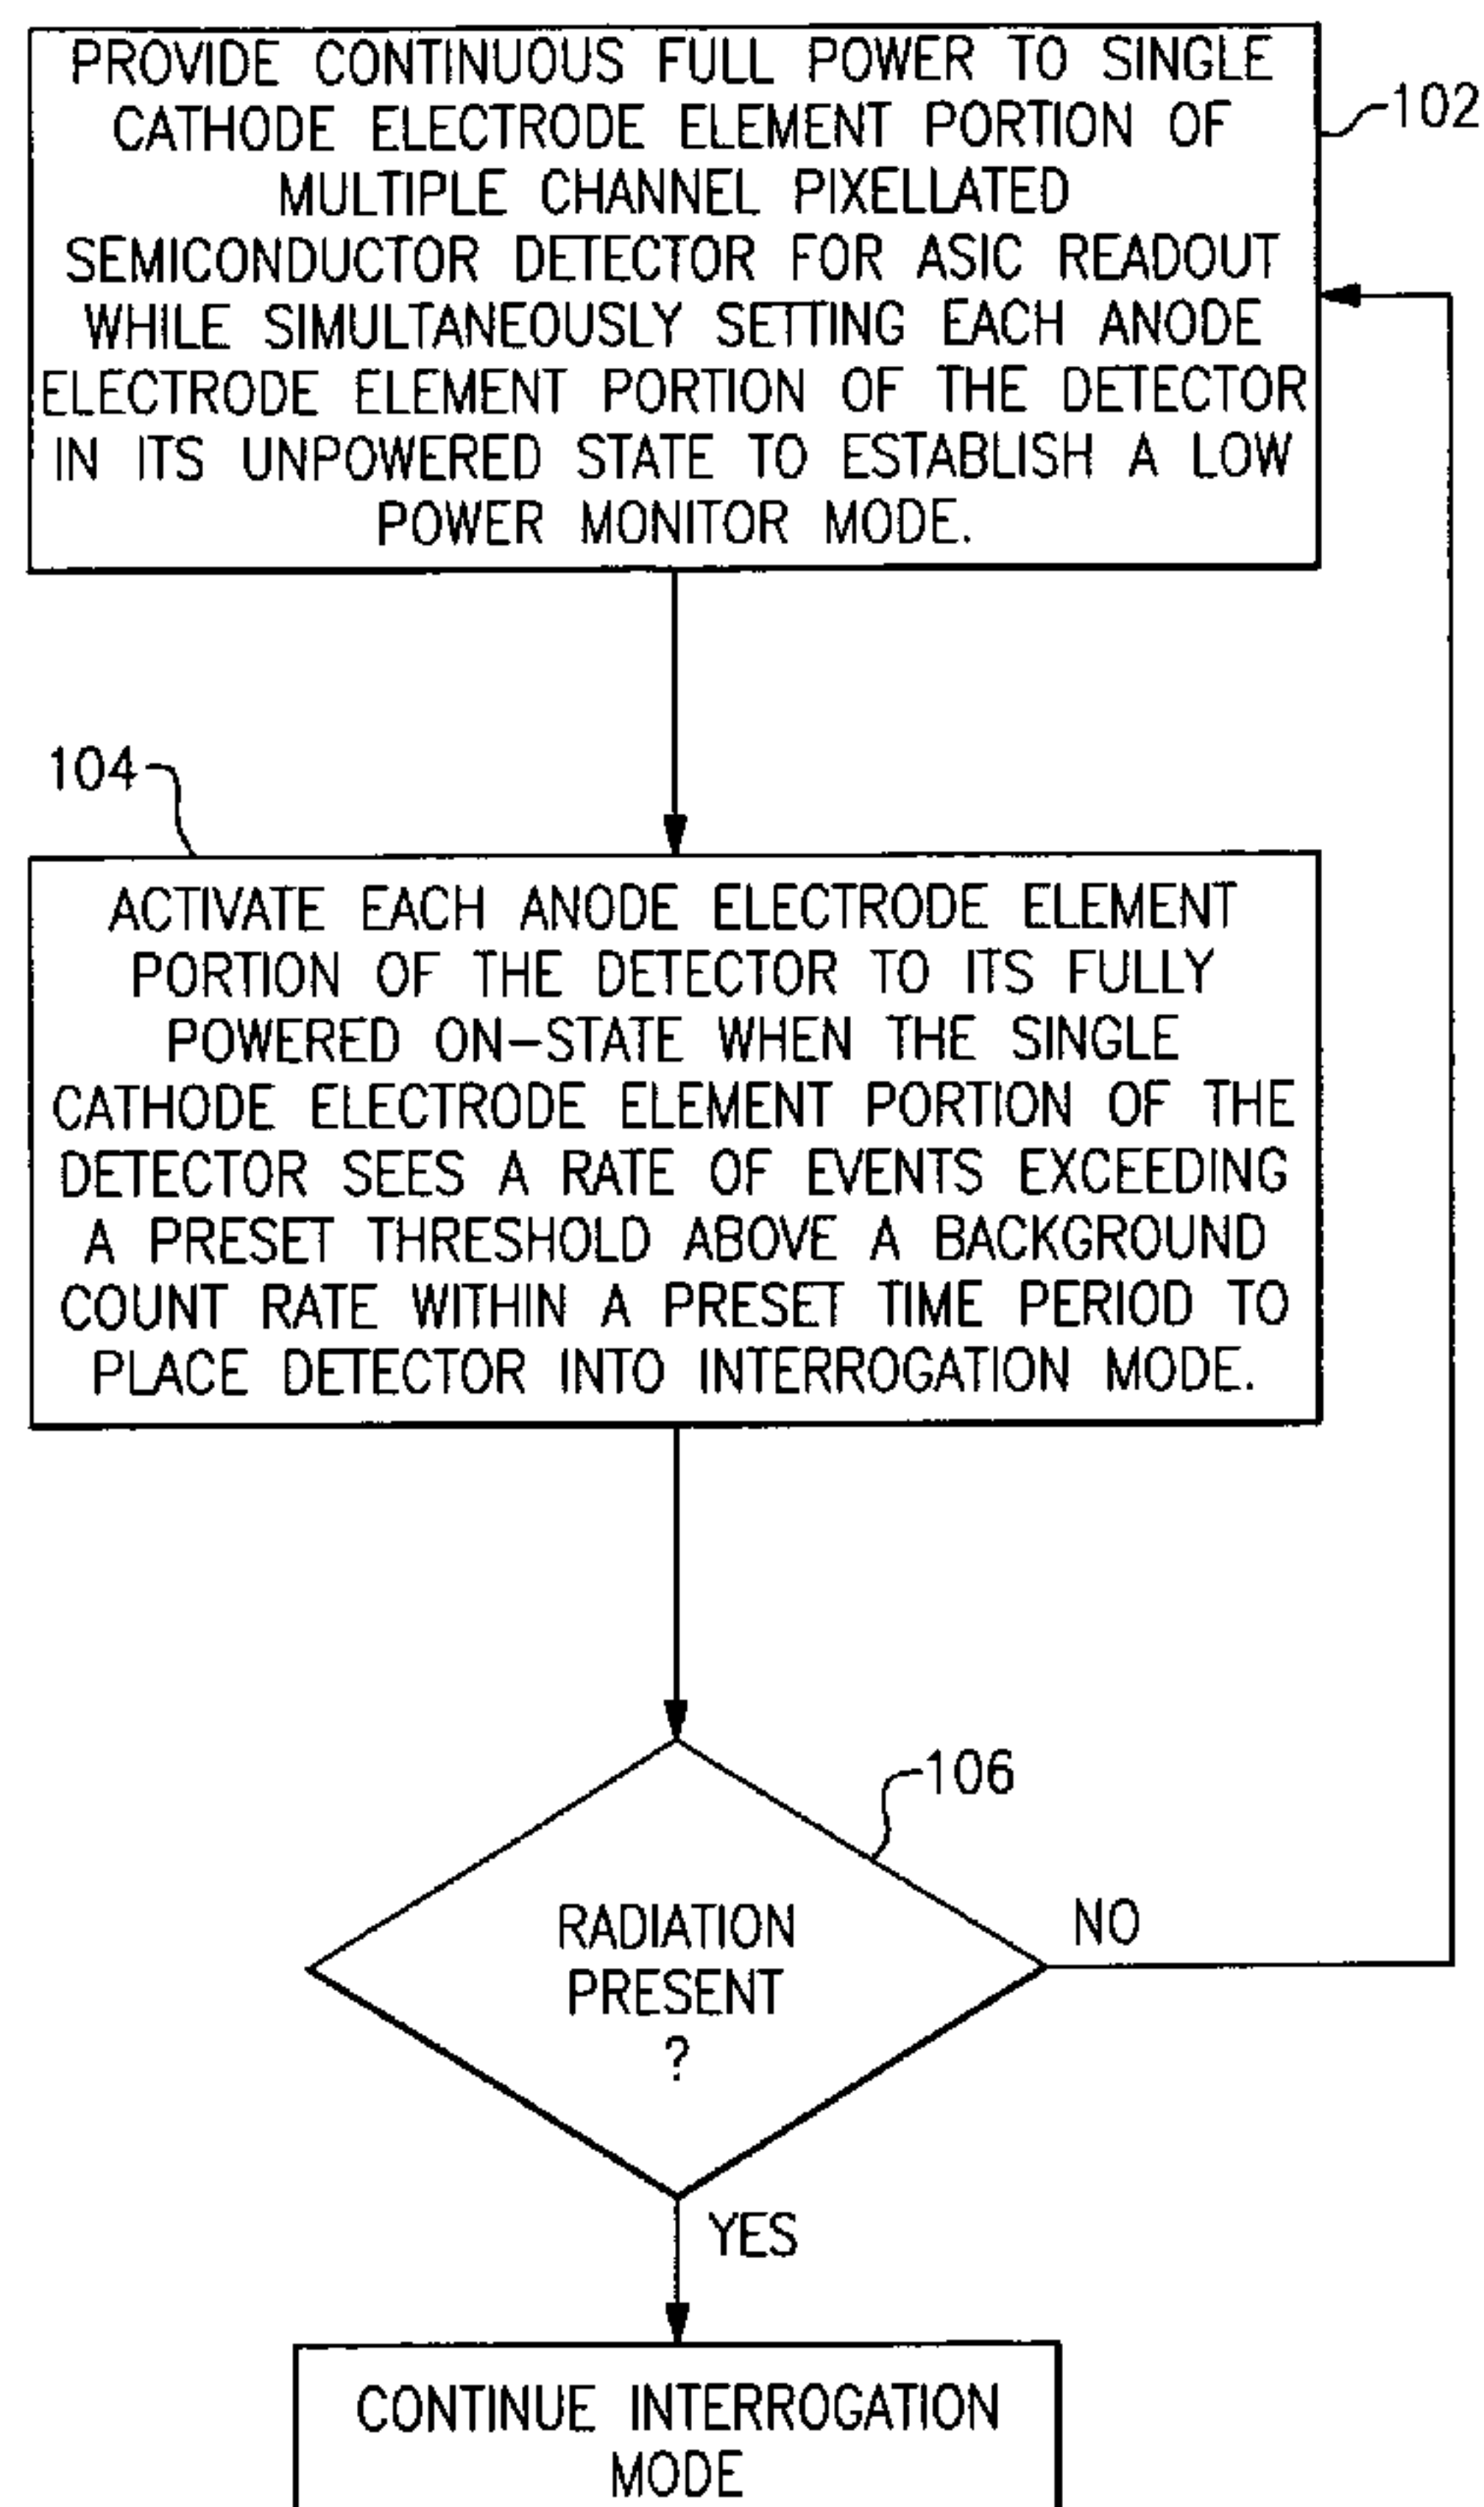 PROVIDE CONTINUOUS FULL POWER TO SINGLE
CATHODE ELECTRODE ELEMENT PORTION OF
MULTIPLE CHANNEL PIXELLATED
SEMICONDUCTOR DETECTOR FOR ASIC READOUT
WHILE SIMULTANEOUSLY SETTING EACH ANODE
ELECTRODE ELEMENT PORTION OF THE DETECTOR
IN ITS UNPOWERED STATE TO ESTABLISH A LOW
POWER MONITOR MODE.
102
104
ACTIVATE EACH ANODE ELECTRODE ELEMENT
PORTION OF THE DETECTOR TO ITS FULLY
POWERED ON-STATE WHEN THE SINGLE
CATHODE ELECTRODE ELEMENT PORTION OF THE
DETECTOR SEES A RATE OF EVENTS EXCEEDING
A PRESET THRESHOLD ABOVE A BACKGROUND
COUNT RATE WITHIN A PRESET TIME PERIOD TO
PLACE DETECTOR INTO INTERROGATION MODE.
106
RADIATION
PRESENT
?
NO
YES
CONTINUE INTERROGATION
MODE